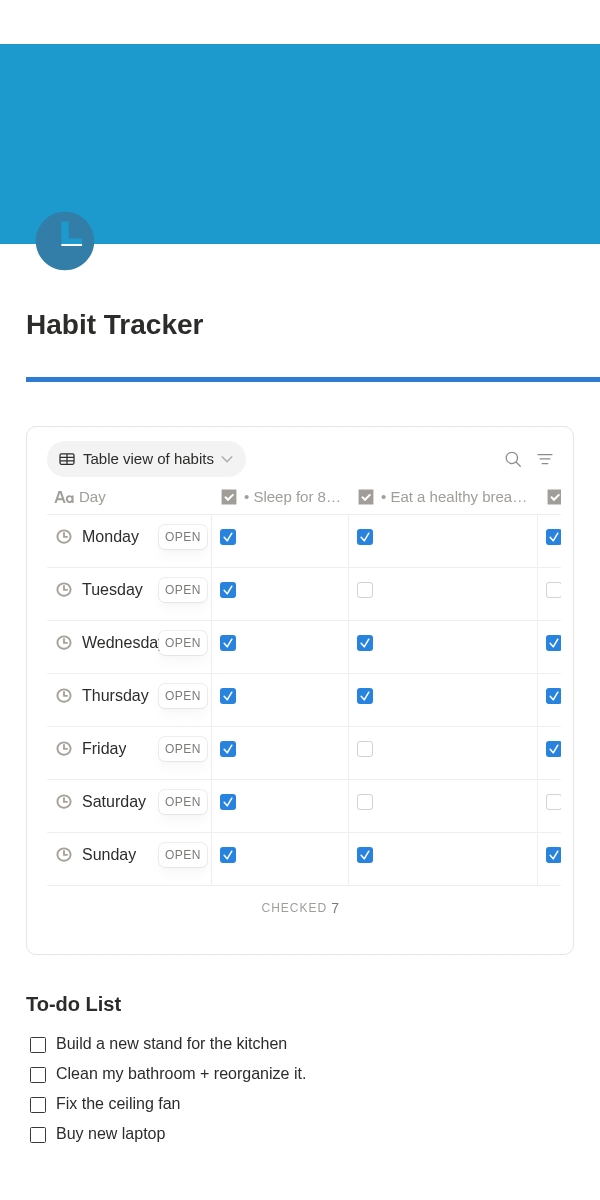 Habit Tracker
Table view of habits
Aa Day • Sleep for 8… • Eat a healthy brea…
Monday OPEN
Tuesday OPEN
Wednesday OPEN
Thursday OPEN
Friday OPEN
Saturday OPEN
Sunday OPEN
CHECKED 7
To-do List
Build a new stand for the kitchen
Clean my bathroom + reorganize it.
Fix the ceiling fan
Buy new laptop